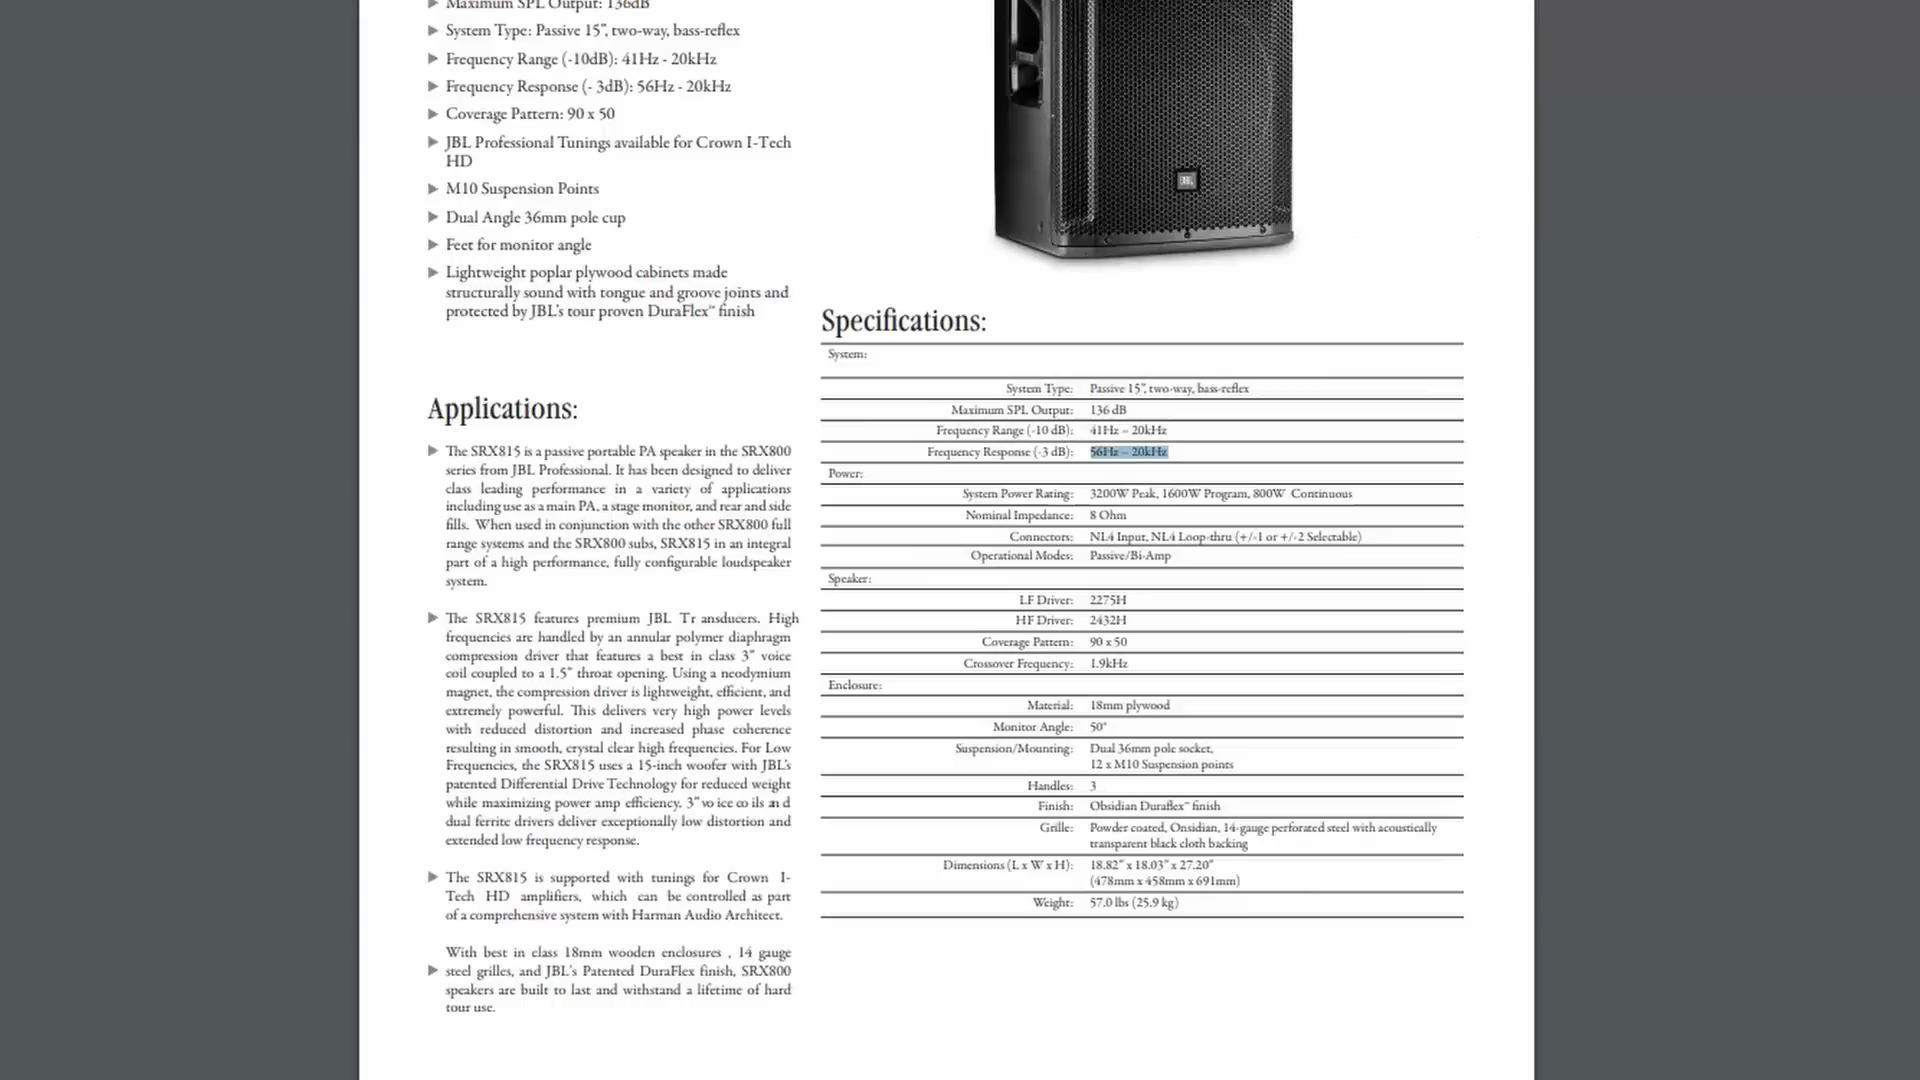 Maximum SPL Output: 136dB
System Type: Passive 15", two-way, bass-reflex
Frequency Range (-10dB): 41Hz - 20kHz
Frequency Response (- 3dB): 56Hz - 20kHz
Coverage Pattern: 90 x 50
JBL Professional Tunings available for Crown I-Tech
HD
M10 Suspension Points
Dual Angle 36mm pole cup
Feet for monitor angle
Lightweight poplar plywood cabinets made
structurally sound with tongue and groove joints and
protected by JBL's tour proven DuraFlex™ finish
Applications:
The SRX815 is a passive portable PA speaker in the SRX800
series from JBL Professional. It has been designed to deliver
class leading performance in a variety of applications
including use as a main PA, a stage monitor, and rear and side
fills. When used in conjunction with the other SRX800 full
range systems and the SRX800 subs, SRX815 in an integral
part of a high performance, fully configurable loudspeaker
system.
The SRX815 features premium JBL Tr ansducers. High
frequencies are handled by an annular polymer diaphragm
compression driver that features a best in class 3" voice
coil coupled to a 1.5" throat opening. Using a neodymium
magnet, the compression driver is lightweight, efficient, and
extremely powerful. This delivers very high power levels
with reduced distortion and increased phase coherence
resulting in smooth, crystal clear high frequencies. For Low
Frequencies, the SRX815 uses a 15-inch woofer with JBL's
patented Differential Drive Technology for reduced weight
while maximizing power amp efficiency. 3" vo ice co ils an d
dual ferrite drivers deliver exceptionally low distortion and
extended low frequency response.
The SRX815 is supported with tunings for Crown I-
Tech HD amplifiers, which can be controlled as part
of a comprehensive system with Harman Audio Architect.
With best in class 18mm wooden enclosures , 14 gauge
steel grilles, and JBL's Patented DuraFlex finish, SRX800
speakers are built to last and withstand a lifetime of hard
tour use.
JBL
Specifications:
System:
System Type: Passive 15", two-way, bass-reflex
Maximum SPL Output: 136 dB
Frequency Range (-10 dB): 41Hz – 20kHz
Frequency Response (-3 dB): 56Hz – 20kHz
Power:
System Power Rating: 3200W Peak, 1600W Program, 800W Continuous
Nominal Impedance: 8 Ohm
Connectors: NL4 Input, NL4 Loop-thru (+/-1 or +/-2 Selectable)
Operational Modes: Passive/Bi-Amp
Speaker:
LF Driver: 2275H
HF Driver: 2432H
Coverage Pattern: 90 x 50
Crossover Frequency: 1.9kHz
Enclosure:
Material: 18mm plywood
Monitor Angle: 50°
Suspension/Mounting: Dual 36mm pole socket,
12 x M10 Suspension points
Handles: 3
Finish: Obsidian Duraflex™ finish
Grille: Powder coated, Onsidian, 14-gauge perforated steel with acoustically
transparent black cloth backing
Dimensions (L x W x H): 18.82" x 18.03" x 27.20"
(478mm x 458mm x 691mm)
Weight: 57.0 lbs (25.9 kg)